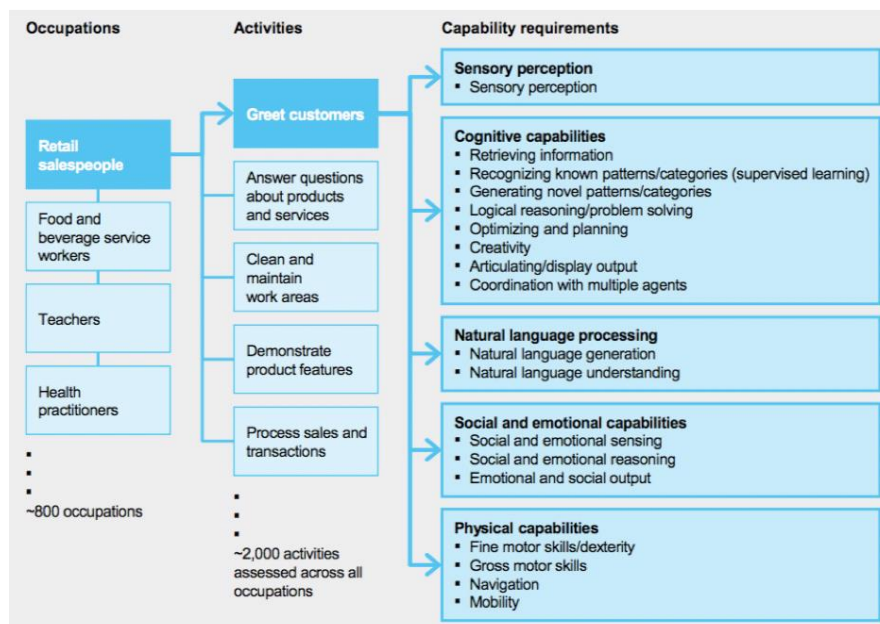 Occupations
Activities
Capability requirements
Retail
salespeople
Food and
beverage service
workers
Teachers
Health
practitioners
~800 occupations
Greet customers
Answer questions
about products
and services
Clean and
maintain
work areas
Demonstrate
product features
Process sales and
transactions
~2,000 activities
assessed across all
occupations
Sensory perception
▪ Sensory perception
Cognitive capabilities
▪ Retrieving information
▪ Recognizing known patterns/categories (supervised learning)
▪ Generating novel patterns/categories
▪ Logical reasoning/problem solving
▪ Optimizing and planning
▪ Creativity
▪ Articulating/display output
▪ Coordination with multiple agents
Natural language processing
▪ Natural language generation
▪ Natural language understanding
Social and emotional capabilities
▪ Social and emotional sensing
▪ Social and emotional reasoning
▪ Emotional and social output
Physical capabilities
▪ Fine motor skills/dexterity
▪ Gross motor skills
▪ Navigation
▪ Mobility